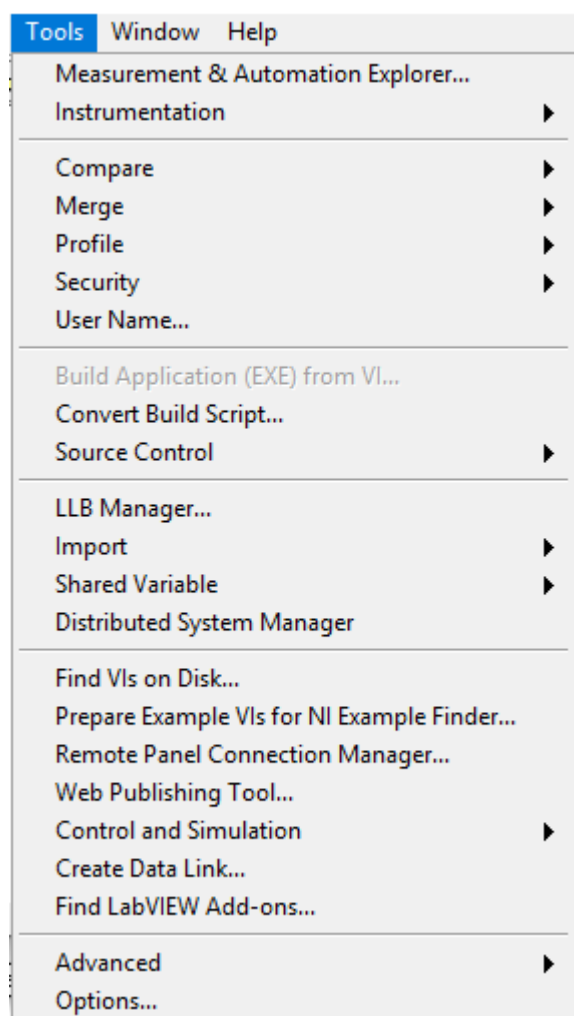 Tools Window Help
Measurement & Automation Explorer...
Instrumentation
Compare
Merge
Profile
Security
User Name...
Build Application (EXE) from VI...
Convert Build Script...
Source Control
LLB Manager...
Import
Shared Variable
Distributed System Manager
Find VIs on Disk...
Prepare Example VIs for NI Example Finder...
Remote Panel Connection Manager...
Web Publishing Tool...
Control and Simulation
Create Data Link...
Find LabVIEW Add-ons...
Advanced
Options...